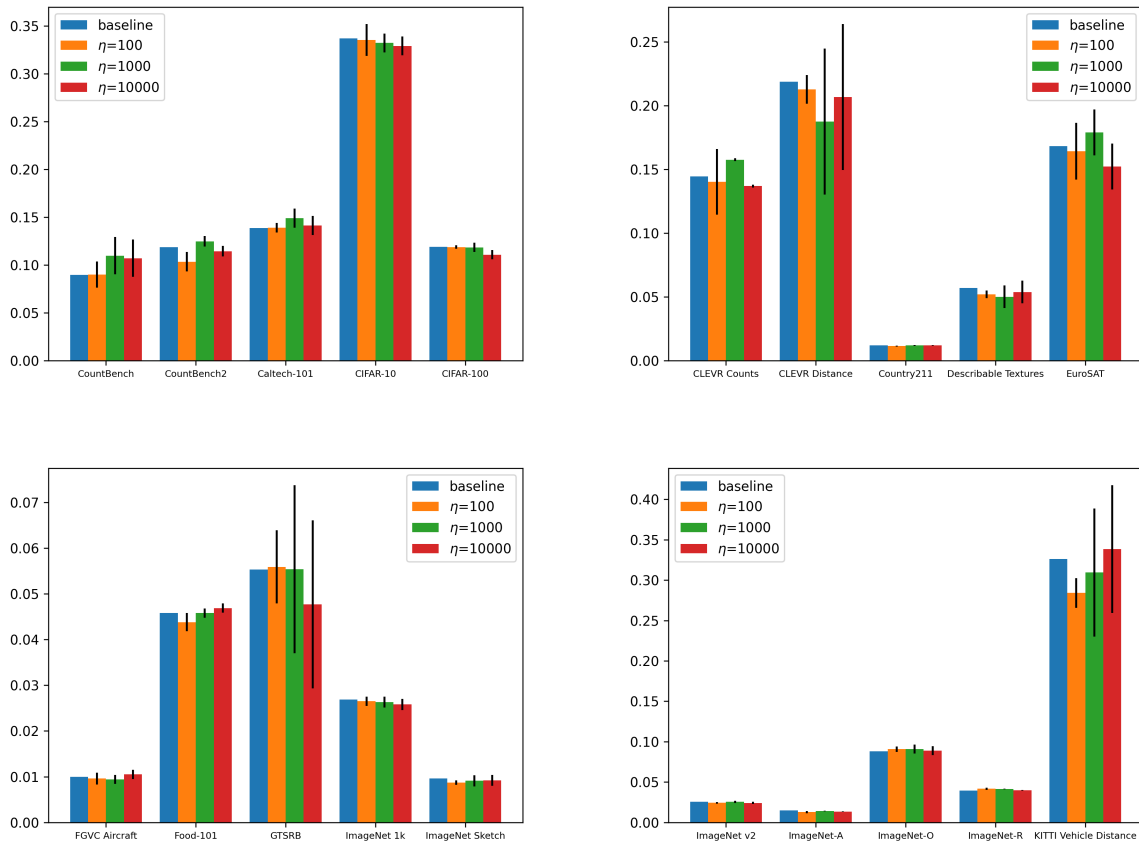 0.35
0.30
0.25
0.20
0.15
0.10
0.05
0.00
baseline
η=100
η=1000
η=10000
CountBench CountBench2 Caltech-101 CIFAR-10 CIFAR-100
0.25
0.20
0.15
0.10
0.05
0.00
baseline
η=100
η=1000
η=10000
CLEVR Counts CLEVR Distance Country211 Describable Textures EuroSAT
0.07
0.06
0.05
0.04
0.03
0.02
0.01
0.00
baseline
η=100
η=1000
η=10000
FGVC Aircraft Food-101 GTSRB ImageNet 1k ImageNet Sketch
0.40
0.35
0.30
0.25
0.20
0.15
0.10
0.05
0.00
baseline
η=100
η=1000
η=10000
ImageNet v2 ImageNet-A ImageNet-O ImageNet-R KITTI Vehicle Distance